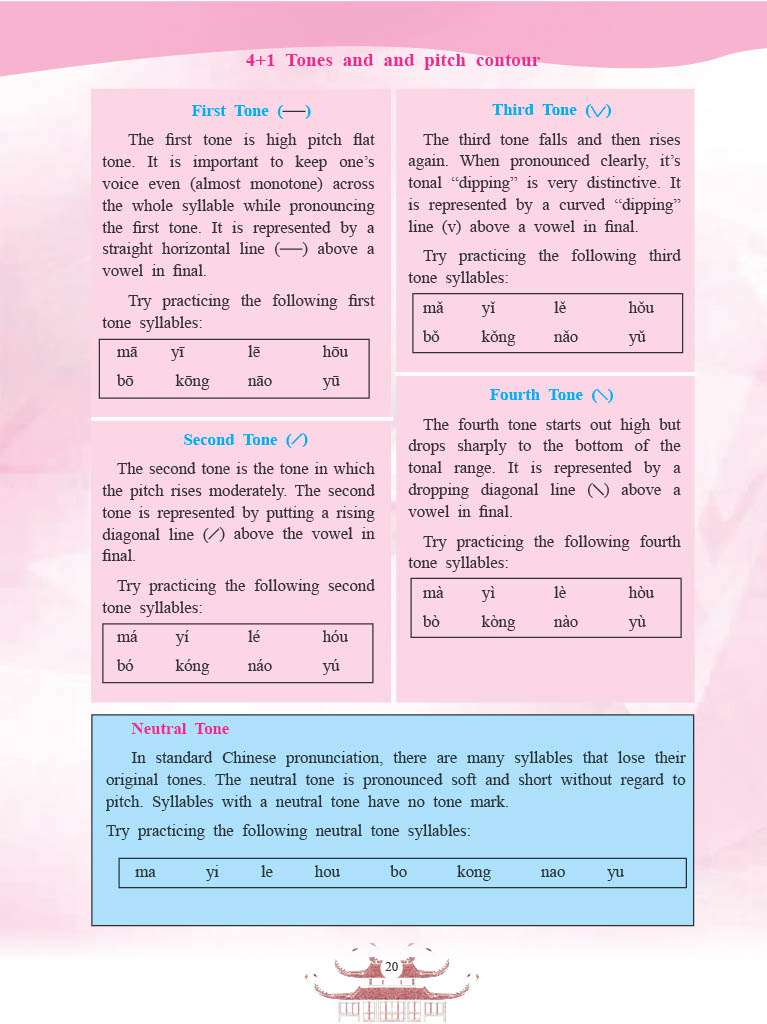 4+1 Tones and and pitch contour
First Tone (—)
The first tone is high pitch flat
tone. It is important to keep one’s
voice even (almost monotone) across
the whole syllable while pronouncing
the first tone. It is represented by a
straight horizontal line (—) above a
vowel in final.
Try practicing the following first
tone syllables:
mā yī lē hōu
bō kōng nāo yū
Second Tone (⟋)
The second tone is the tone in which
the pitch rises moderately. The second
tone is represented by putting a rising
diagonal line (⟋) above the vowel in
final.
Try practicing the following second
tone syllables:
má yí lé hóu
bó kóng náo yú
Third Tone (∨)
The third tone falls and then rises
again. When pronounced clearly, it’s
tonal “dipping” is very distinctive. It
is represented by a curved “dipping”
line (v) above a vowel in final.
Try practicing the following third
tone syllables:
mǎ yǐ lě hǒu
bǒ kǒng nǎo yǔ
Fourth Tone (⟍)
The fourth tone starts out high but
drops sharply to the bottom of the
tonal range. It is represented by a
dropping diagonal line (⟍) above a
vowel in final.
Try practicing the following fourth
tone syllables:
mà yì lè hòu
bò kòng nào yù
Neutral Tone
In standard Chinese pronunciation, there are many syllables that lose their
original tones. The neutral tone is pronounced soft and short without regard to
pitch. Syllables with a neutral tone have no tone mark.
Try practicing the following neutral tone syllables:
ma yi le hou bo kong nao yu
20